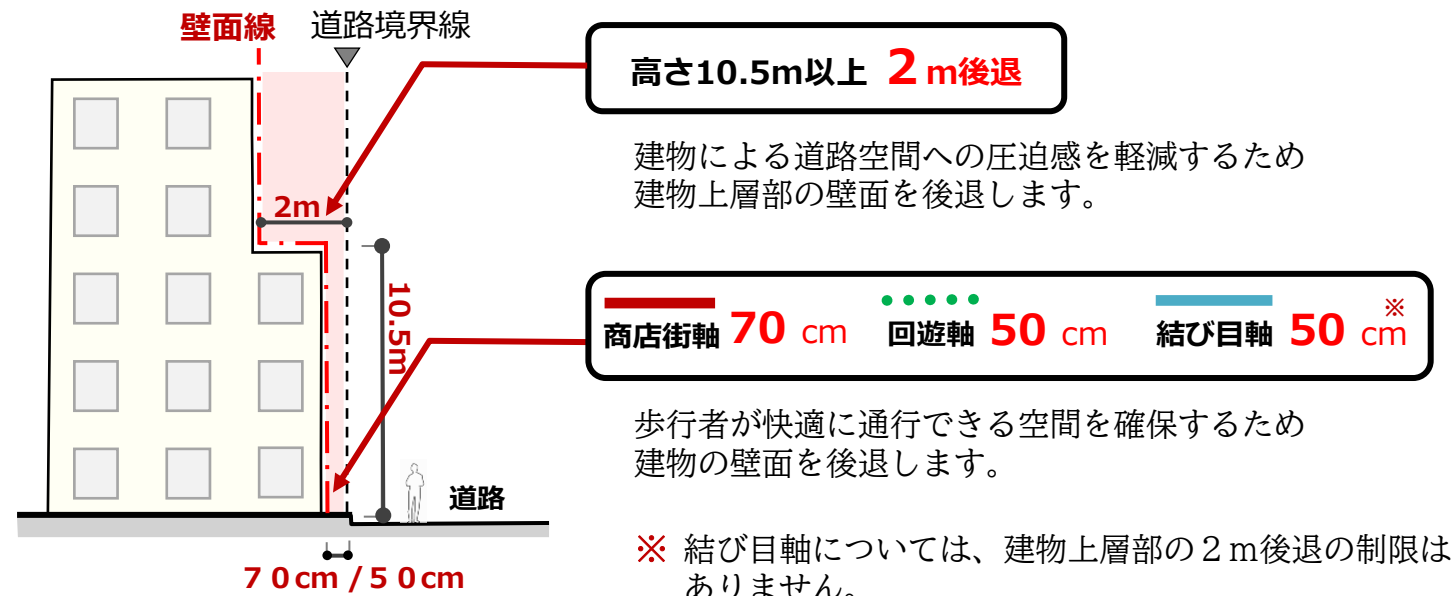 壁面線 道路境界線
高さ10.5m以上 2m後退
建物による道路空間への圧迫感を軽減するため
建物上層部の壁面を後退します。
2m
10.5m
商店街軸 70 cm 回遊軸 50 cm 結び目軸 50 cm※
歩行者が快適に通行できる空間を確保するため
建物の壁面を後退します。
道路
70cm/50cm
※ 結び目軸については、建物上層部の2m後退の制限は
ありません。